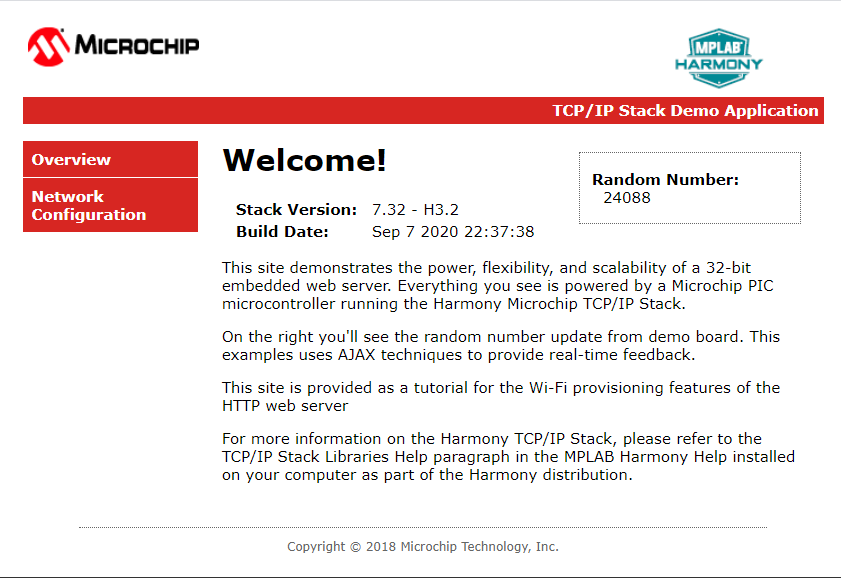 MICROCHIP
MPLAB
HARMONY
TCP/IP Stack Demo Application
Overview
Network
Configuration
Welcome!
Stack Version: 7.32 - H3.2
Build Date: Sep 7 2020 22:37:38
Random Number:
24088
This site demonstrates the power, flexibility, and scalability of a 32-bit
embedded web server. Everything you see is powered by a Microchip PIC
microcontroller running the Harmony Microchip TCP/IP Stack.
On the right you'll see the random number update from demo board. This
examples uses AJAX techniques to provide real-time feedback.
This site is provided as a tutorial for the Wi-Fi provisioning features of the
HTTP web server
For more information on the Harmony TCP/IP Stack, please refer to the
TCP/IP Stack Libraries Help paragraph in the MPLAB Harmony Help installed
on your computer as part of the Harmony distribution.
Copyright © 2018 Microchip Technology, Inc.